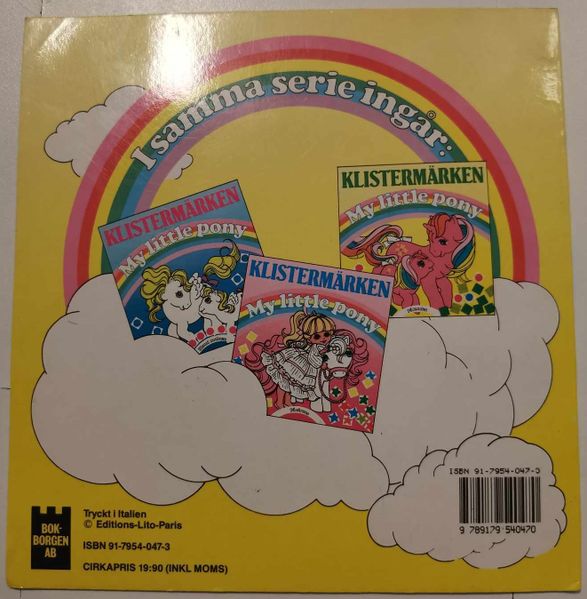 I samma serie ingår:
KLISTERMÄRKEN
My little pony
KLISTERMÄRKEN
My little pony
KLISTERMÄRKEN
My little pony
ISBN 91-7954-047-3
9 789179 540470
BOK-
BORGEN
AB
Tryckt i Italien
© Editions-Lito-Paris
ISBN 91-7954-047-3
CIRKAPRIS 19:90 (INKL MOMS)